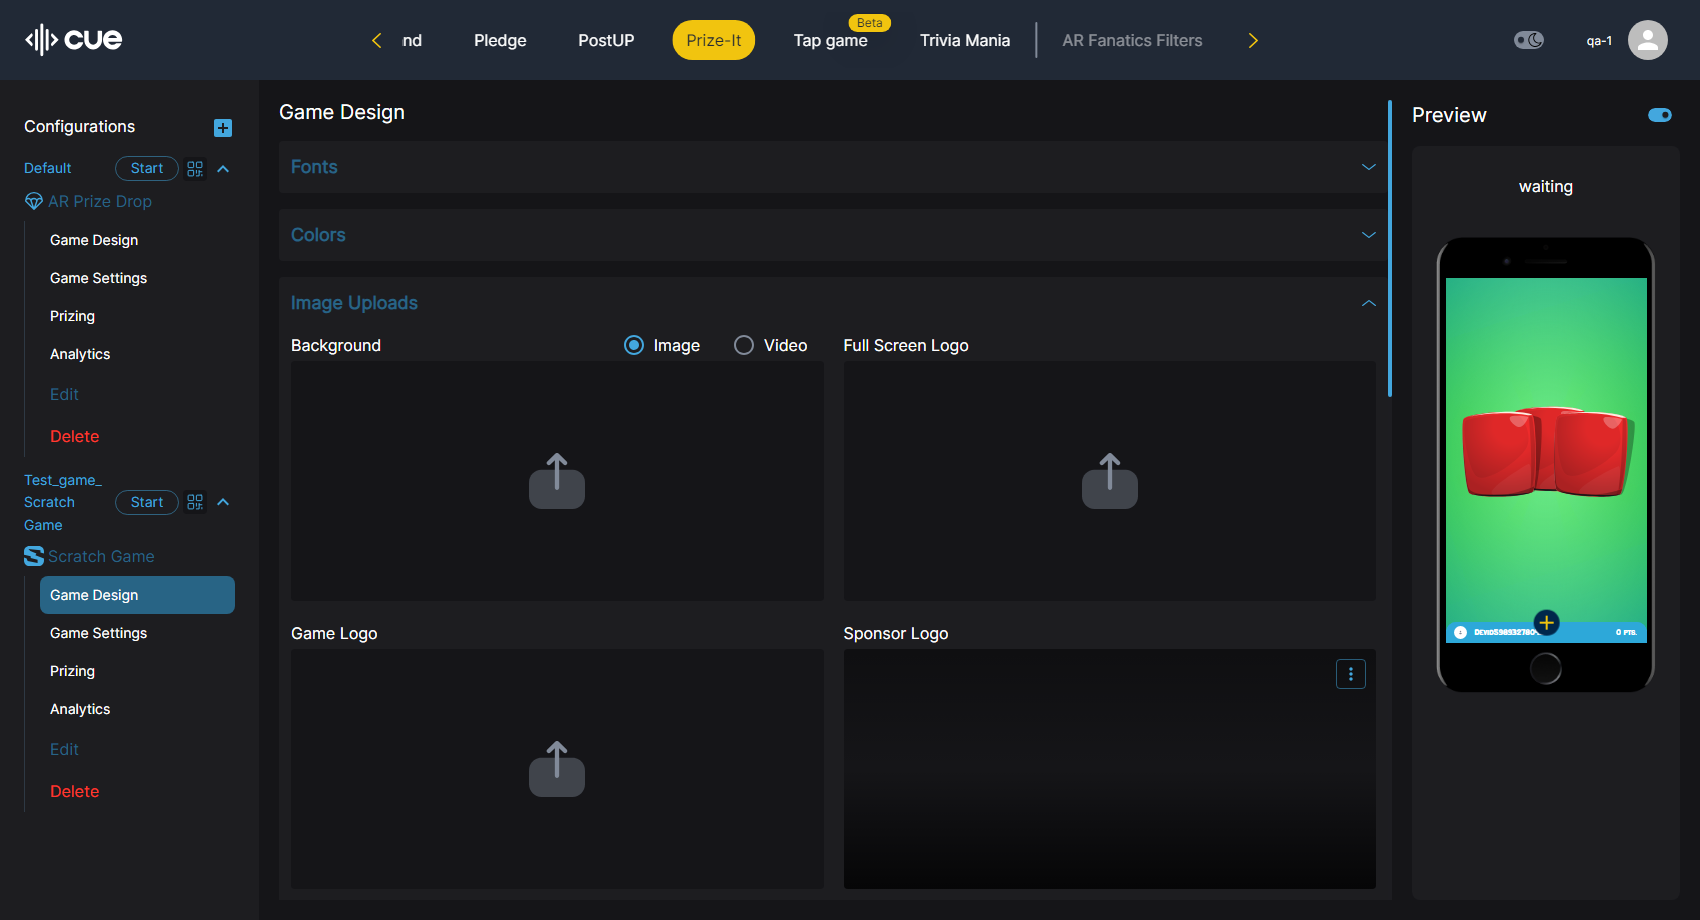 cue
nd
Pledge
PostUP
Prize-It
Beta
Tap game
Trivia Mania
AR Fanatics Filters
qa-1
Configurations
Default
Start
AR Prize Drop
Game Design
Game Settings
Prizing
Analytics
Edit
Delete
Test_game_
Scratch
Game
Start
Scratch Game
Game Design
Game Settings
Prizing
Analytics
Edit
Delete
Game Design
Fonts
Colors
Image Uploads
Background
Image
Video
Full Screen Logo
Game Logo
Sponsor Logo
Preview
waiting
0 PTS.